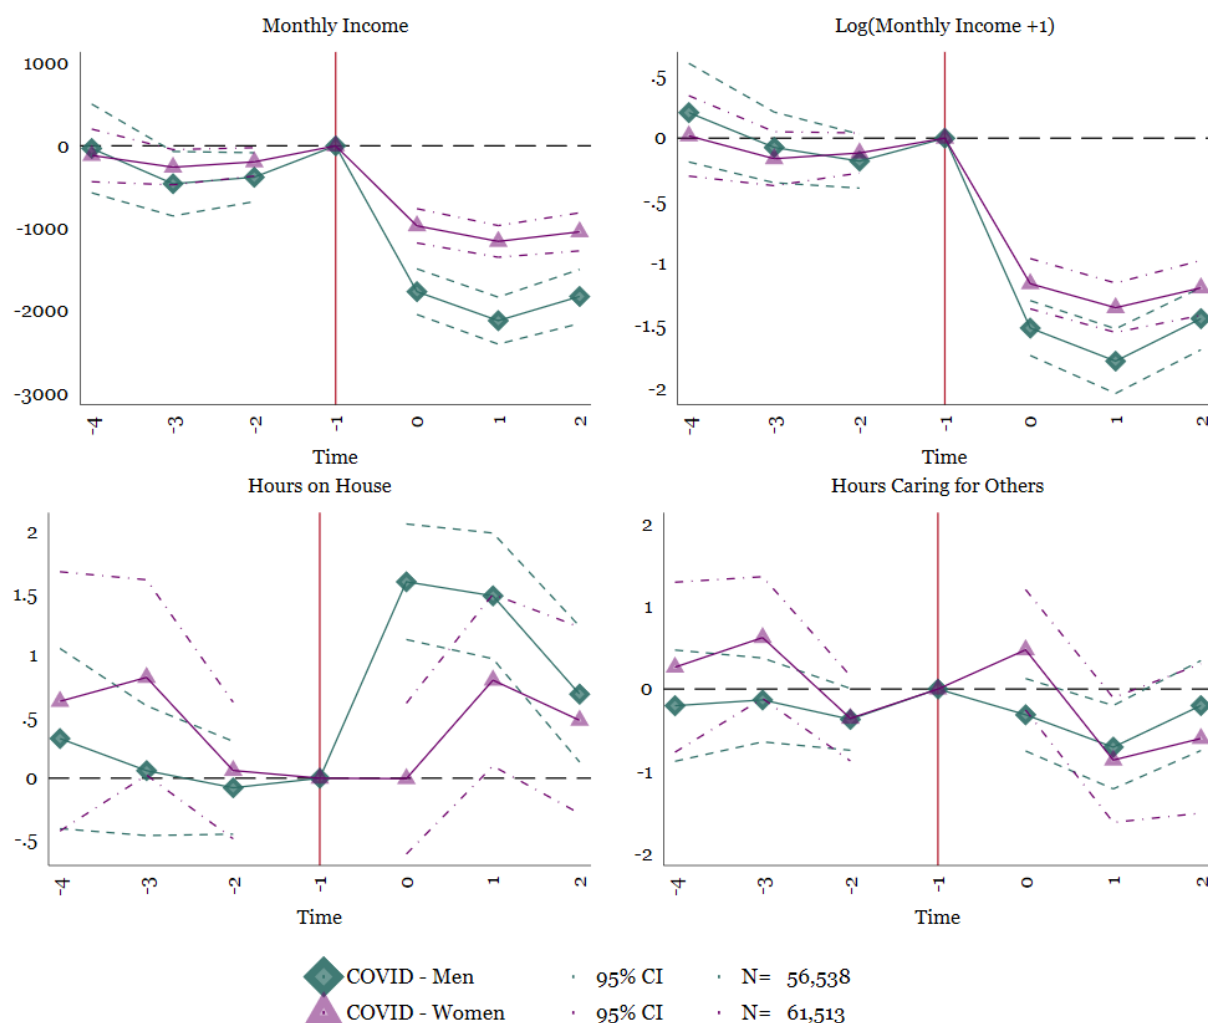 Monthly Income
1000
0
-1000
-2000
-3000
-4 -3 -2 -1 0 1 2
Time
Log(Monthly Income +1)
.5
0
-.5
-1
-1.5
-2
-4 -3 -2 -1 0 1 2
Time
Hours on House
2
1.5
1
.5
0
-.5
-4 -3 -2 -1 0 1 2
Time
Hours Caring for Others
2
1
0
-1
-2
-4 -3 -2 -1 0 1 2
Time
COVID - Men 95% CI N= 56,538
COVID - Women 95% CI N= 61,513